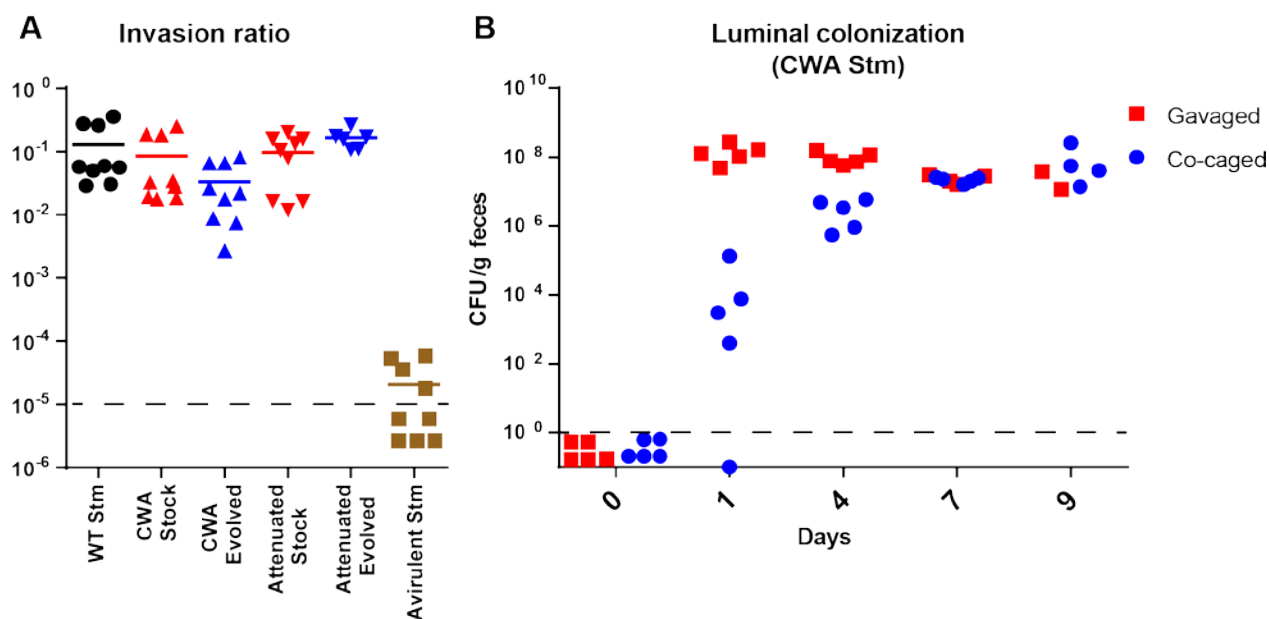 A
Invasion ratio
10^0
10^-1
10^-2
10^-3
10^-4
10^-5
10^-6
WT Stm
CWA
Stock
CWA
Evolved
Attenuated
Stock
Attenuated
Evolved
Avirulent Stm
B
Luminal colonization
(CWA Stm)
CFU/g feces
10^10
10^8
10^6
10^4
10^2
10^0
0
1
4
7
9
Days
Gavaged
Co-caged